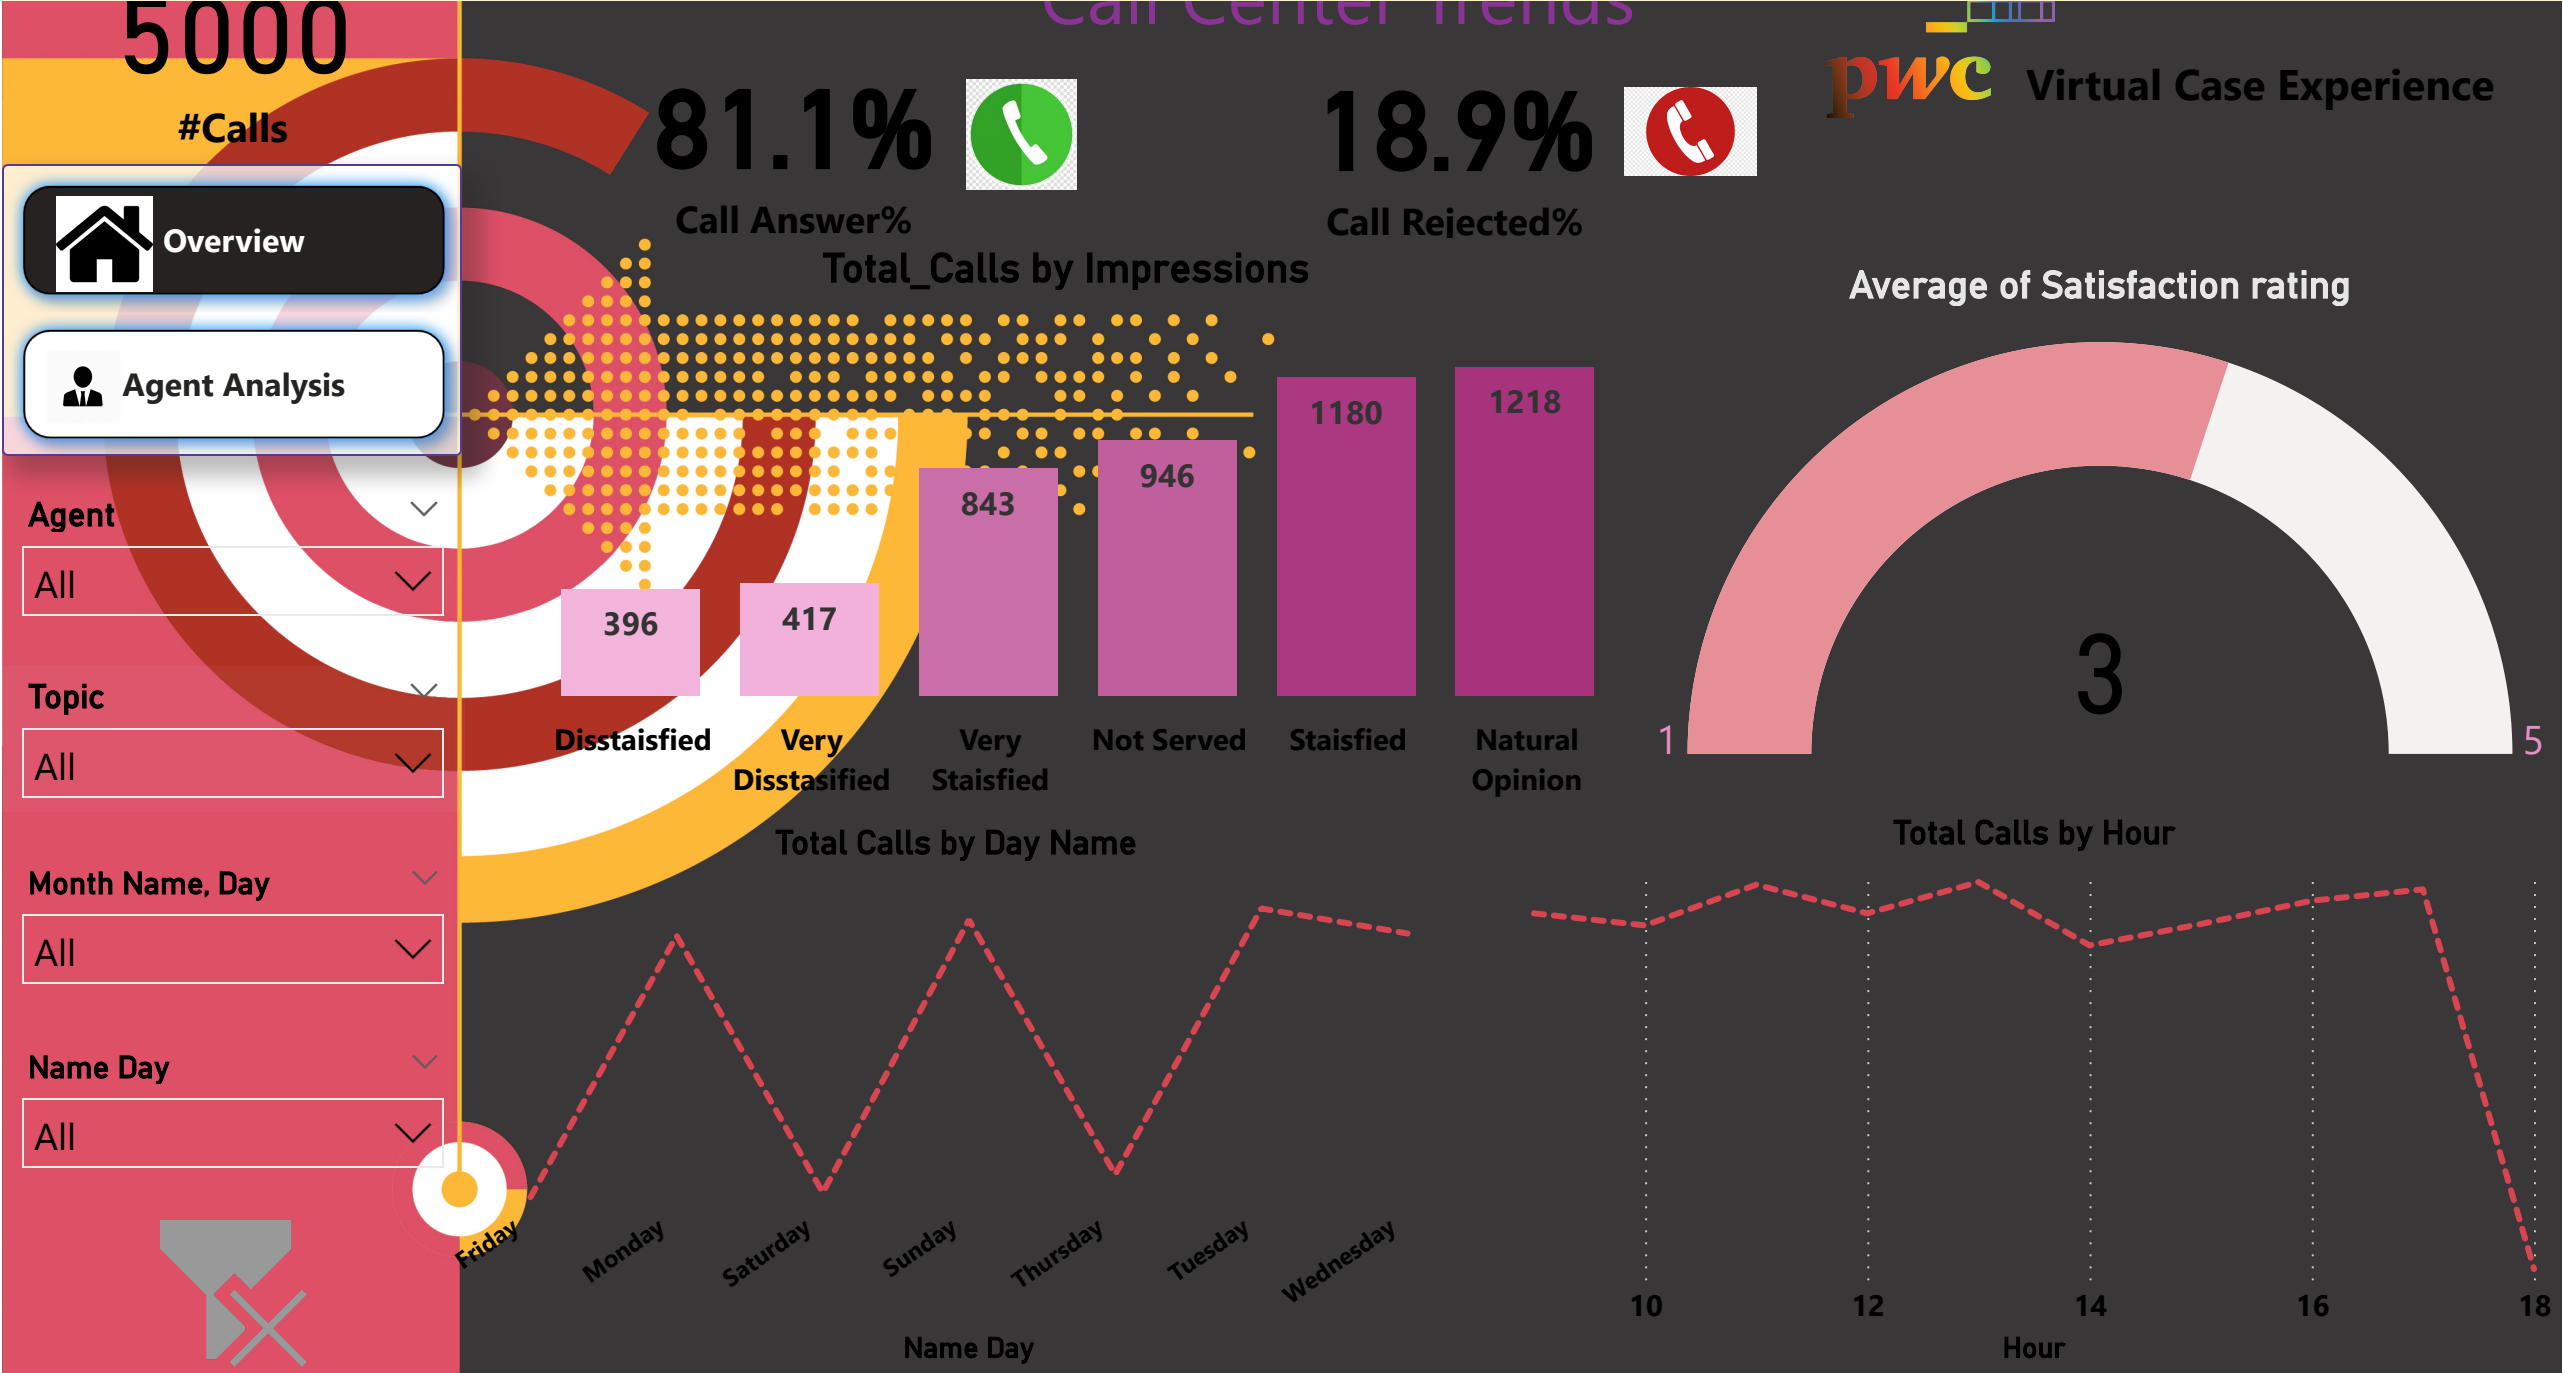 5000
#Calls
Call Center Trends
81.1%
Call Answer%
18.9%
Call Rejected%
pwc
Virtual Case Experience
Overview
Agent Analysis
Agent
All
Topic
All
Month Name, Day
All
Name Day
All
Total_Calls by Impressions
396
417
843
946
1180
1218
Disstaisfied
Very
Disstasified
Very
Staisfied
Not Served
Staisfied
Natural
Opinion
Average of Satisfaction rating
3
1
5
Total Calls by Day Name
Friday
Monday
Saturday
Sunday
Thursday
Tuesday
Wednesday
Name Day
Total Calls by Hour
10
12
14
16
18
Hour